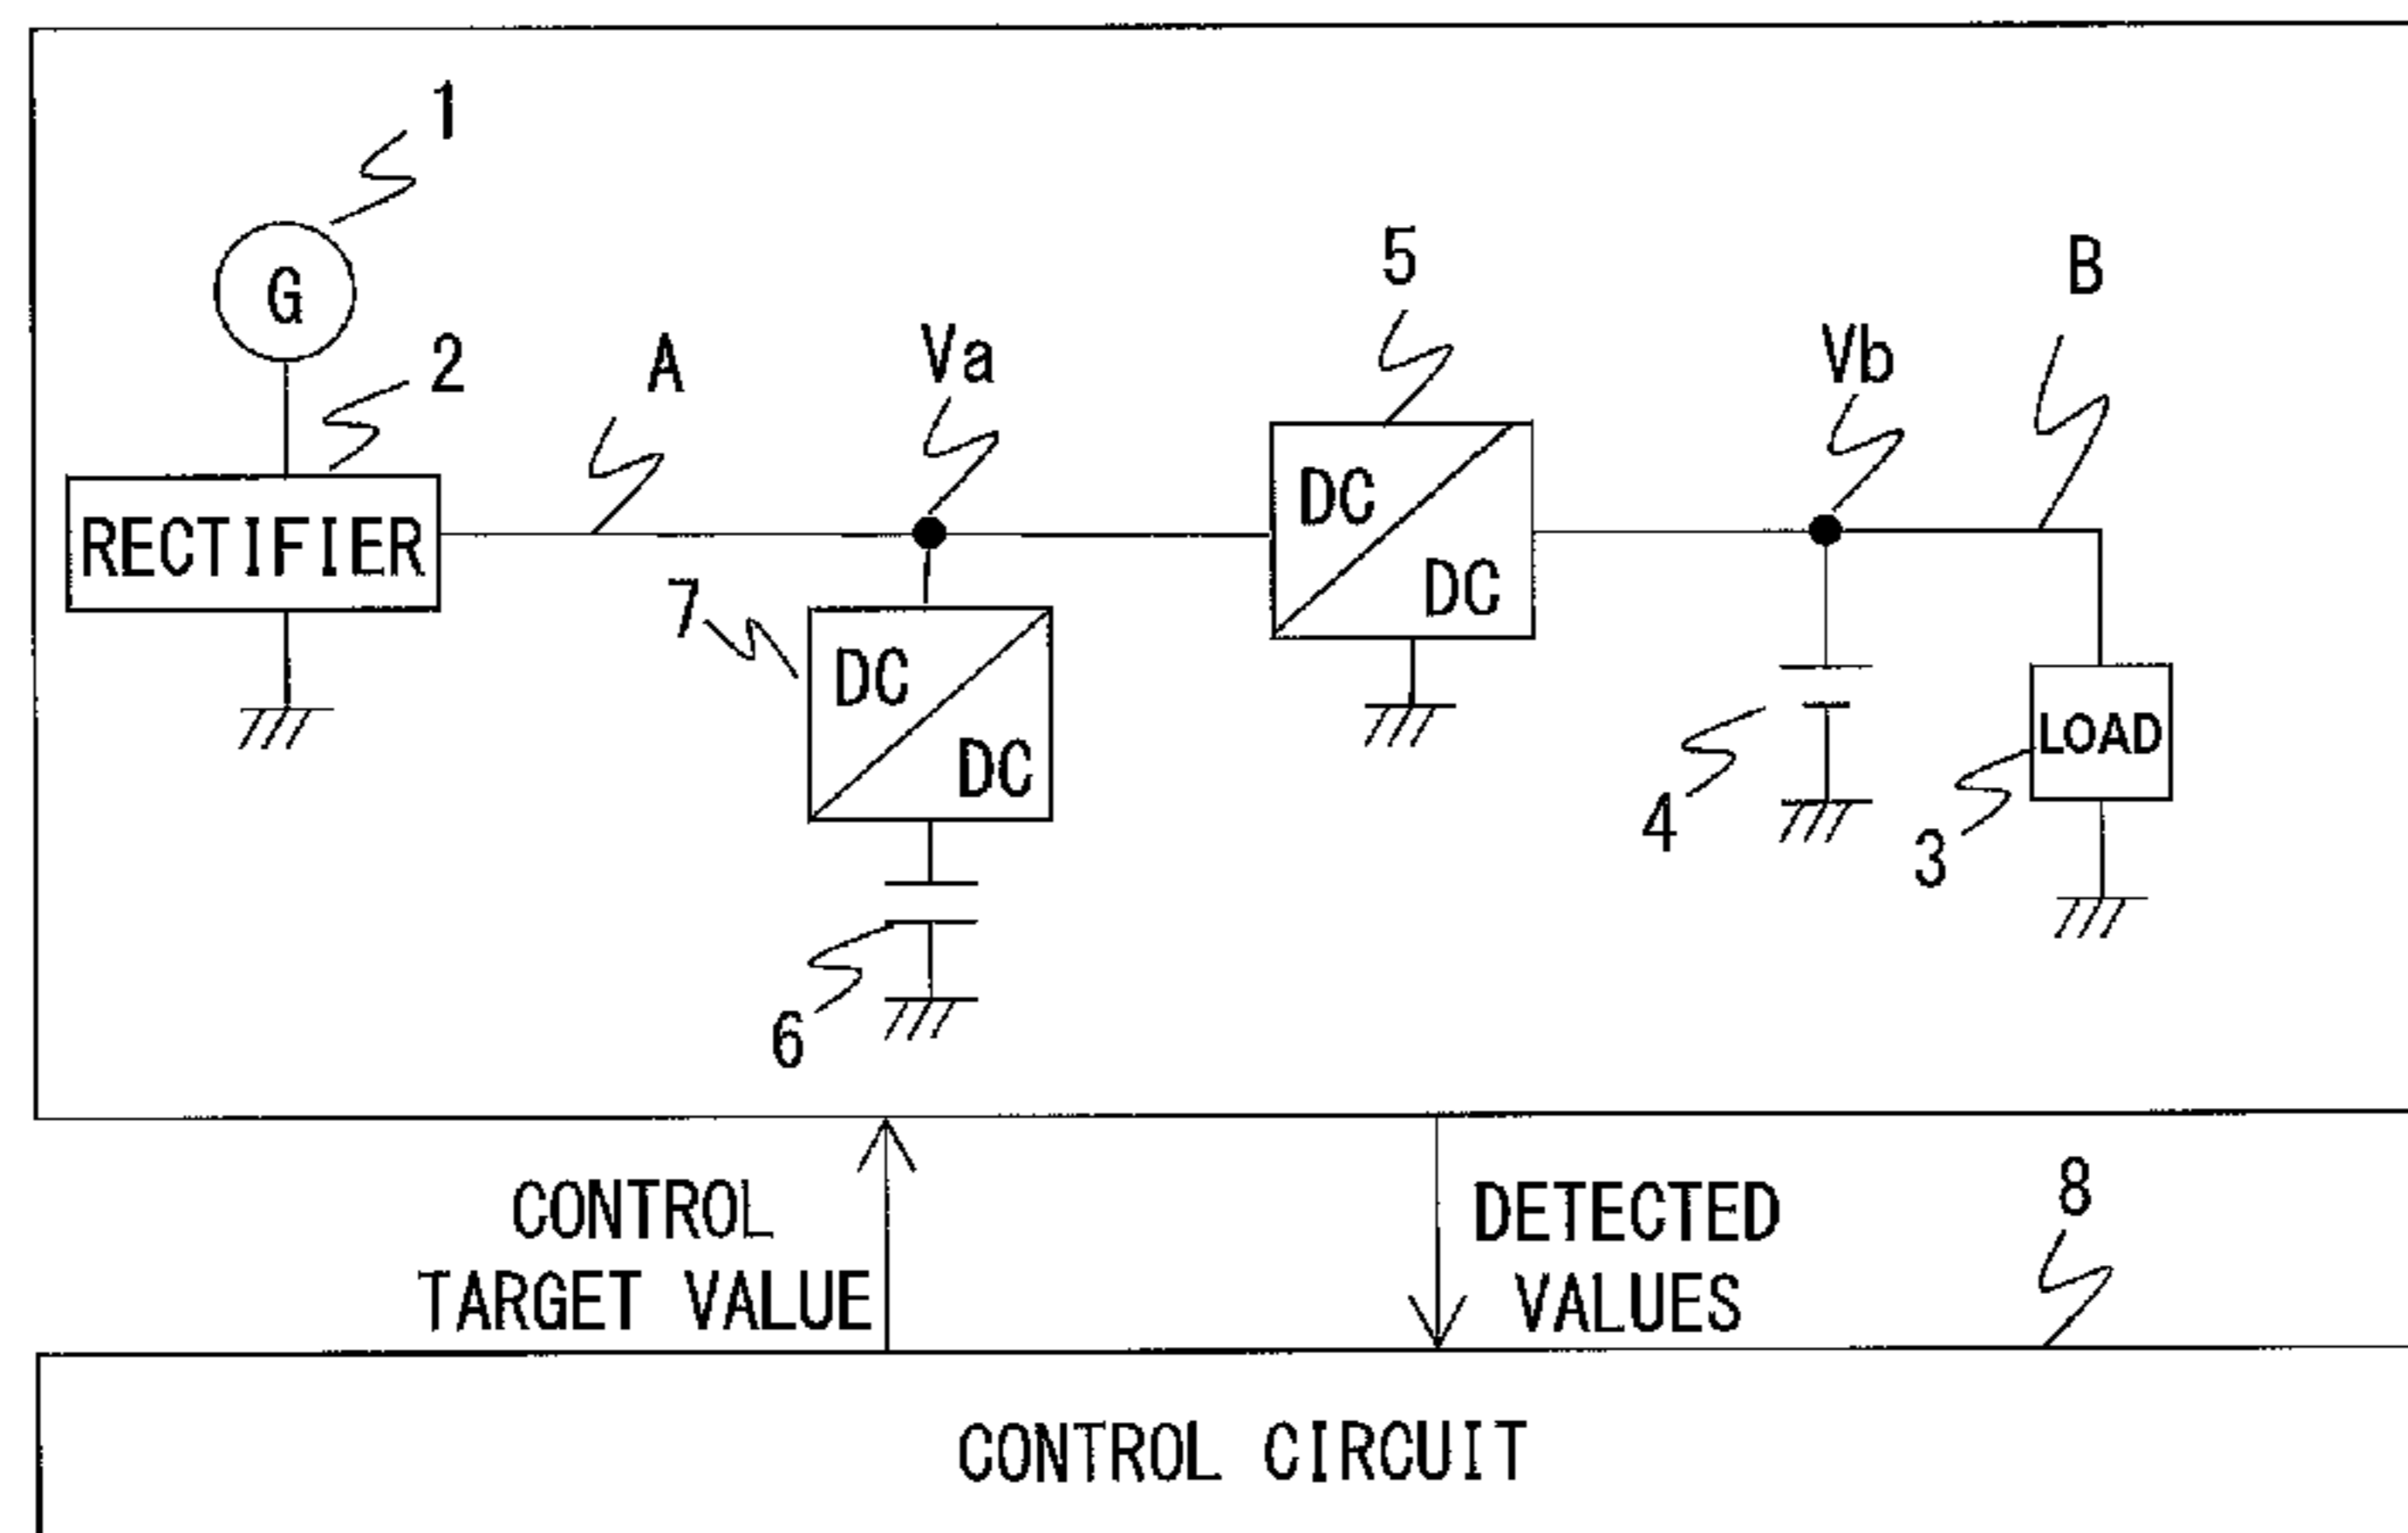 1
G
2
A
Va
5
Vb
B
RECTIFIER
DC
DC
7
DC
DC
4
LOAD
3
6
CONTROL
TARGET VALUE
DETECTED
VALUES
8
CONTROL CIRCUIT